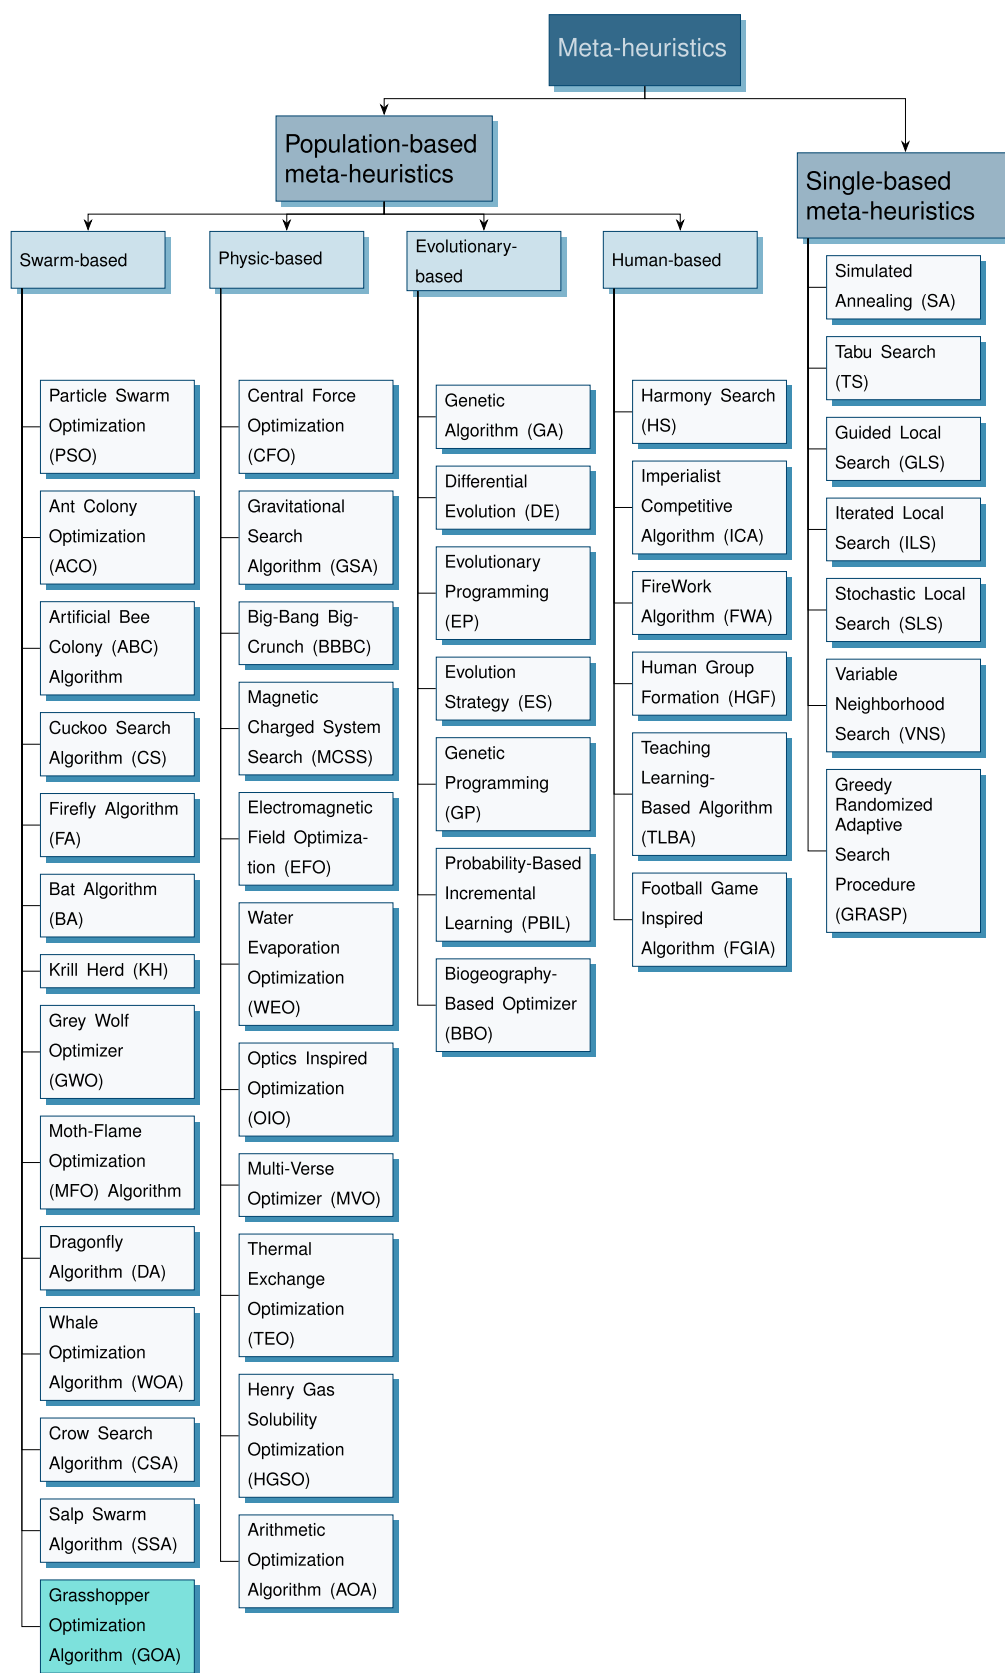 Meta-heuristics
Population-based
meta-heuristics
Single-based
meta-heuristics
Swarm-based
Physic-based
Evolutionary-
based
Human-based
Particle Swarm
Optimization
(PSO)
Ant Colony
Optimization
(ACO)
Artificial Bee
Colony (ABC)
Algorithm
Cuckoo Search
Algorithm (CS)
Firefly Algorithm
(FA)
Bat Algorithm
(BA)
Krill Herd (KH)
Grey Wolf
Optimizer
(GWO)
Moth-Flame
Optimization
(MFO) Algorithm
Dragonfly
Algorithm (DA)
Whale
Optimization
Algorithm (WOA)
Crow Search
Algorithm (CSA)
Salp Swarm
Algorithm (SSA)
Grasshopper
Optimization
Algorithm (GOA)
Central Force
Optimization
(CFO)
Gravitational
Search
Algorithm (GSA)
Big-Bang Big-
Crunch (BBBC)
Magnetic
Charged System
Search (MCSS)
Electromagnetic
Field Optimiza-
tion (EFO)
Water
Evaporation
Optimization
(WEO)
Optics Inspired
Optimization
(OIO)
Multi-Verse
Optimizer (MVO)
Thermal
Exchange
Optimization
(TEO)
Henry Gas
Solubility
Optimization
(HGSO)
Arithmetic
Optimization
Algorithm (AOA)
Genetic
Algorithm (GA)
Differential
Evolution (DE)
Evolutionary
Programming
(EP)
Evolution
Strategy (ES)
Genetic
Programming
(GP)
Probability-Based
Incremental
Learning (PBIL)
Biogeography-
Based Optimizer
(BBO)
Harmony Search
(HS)
Imperialist
Competitive
Algorithm (ICA)
FireWork
Algorithm (FWA)
Human Group
Formation (HGF)
Teaching
Learning-
Based Algorithm
(TLBA)
Football Game
Inspired
Algorithm (FGIA)
Simulated
Annealing (SA)
Tabu Search
(TS)
Guided Local
Search (GLS)
Iterated Local
Search (ILS)
Stochastic Local
Search (SLS)
Variable
Neighborhood
Search (VNS)
Greedy
Randomized
Adaptive
Search
Procedure
(GRASP)